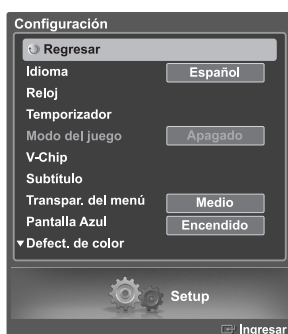 Configuración
Regresar
Idioma Español
Reloj
Temporizador
Modo del juego Apagado
V-Chip
Subtítulo
Transpar. del menú Medio
Pantalla Azul Encendido
▼Defect. de color
Setup
Ingresar